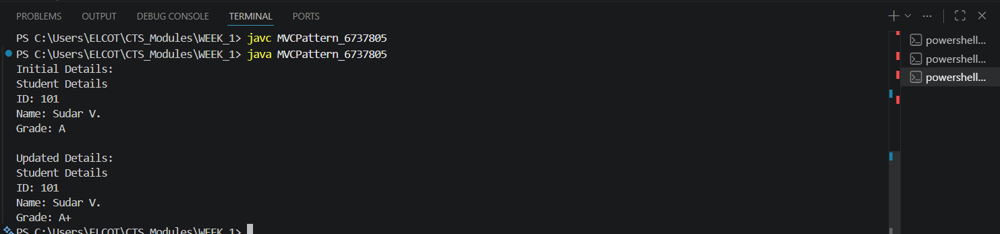 PROBLEMS OUTPUT DEBUG CONSOLE TERMINAL PORTS
PS C:\Users\ELCOT\CTS_Modules\WEEK_1> javc MVCPattern_6737805
PS C:\Users\ELCOT\CTS_Modules\WEEK_1> java MVCPattern_6737805
Initial Details:
Student Details
ID: 101
Name: Sudar V.
Grade: A
Updated Details:
Student Details
ID: 101
Name: Sudar V.
Grade: A+
PS C:\Users\ELCOT\CTS_Modules\WEEK_1>
powershell...
powershell...
powershell...